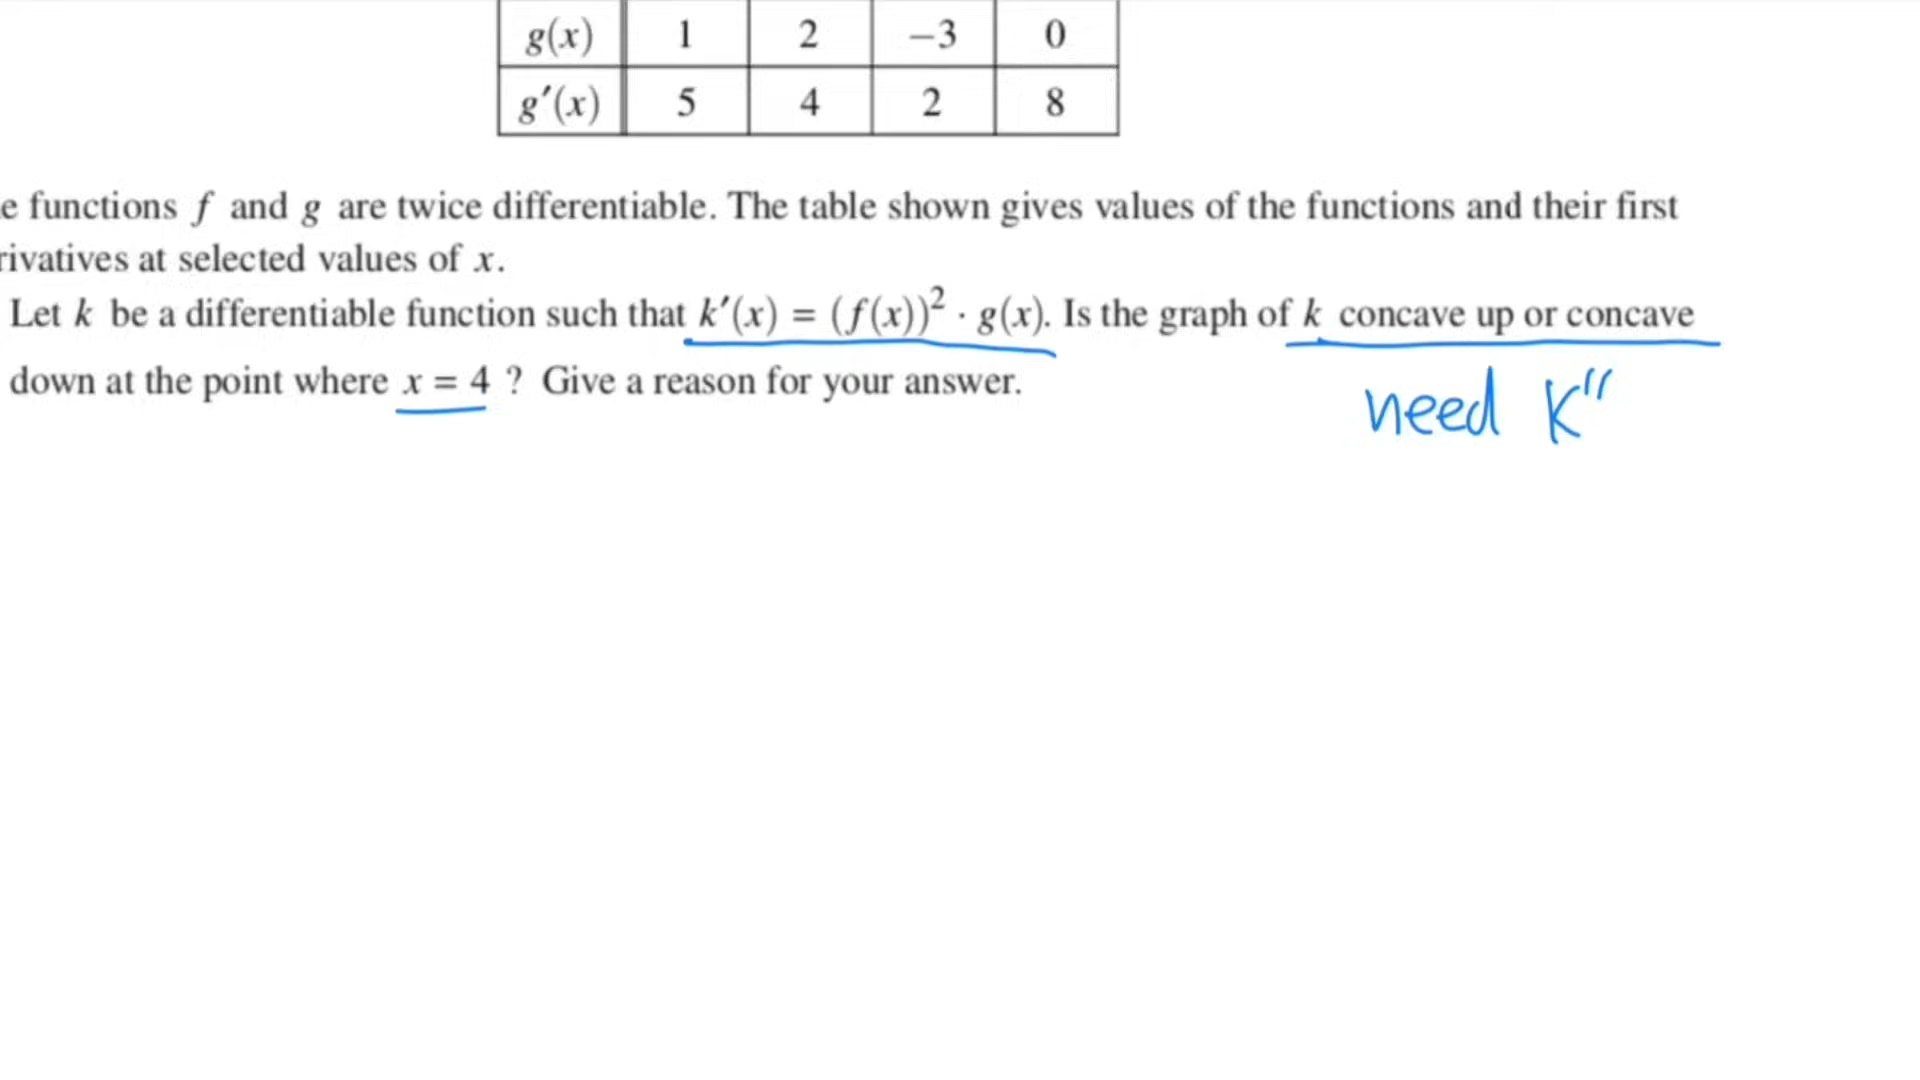 g(x) 1 2 −3 0
g′(x) 5 4 2 8
e functions f and g are twice differentiable. The table shown gives values of the functions and their first
rivatives at selected values of x.
Let k be a differentiable function such that k′(x) = (f(x))² · g(x). Is the graph of k concave up or concave
down at the point where x = 4 ? Give a reason for your answer.
need K″